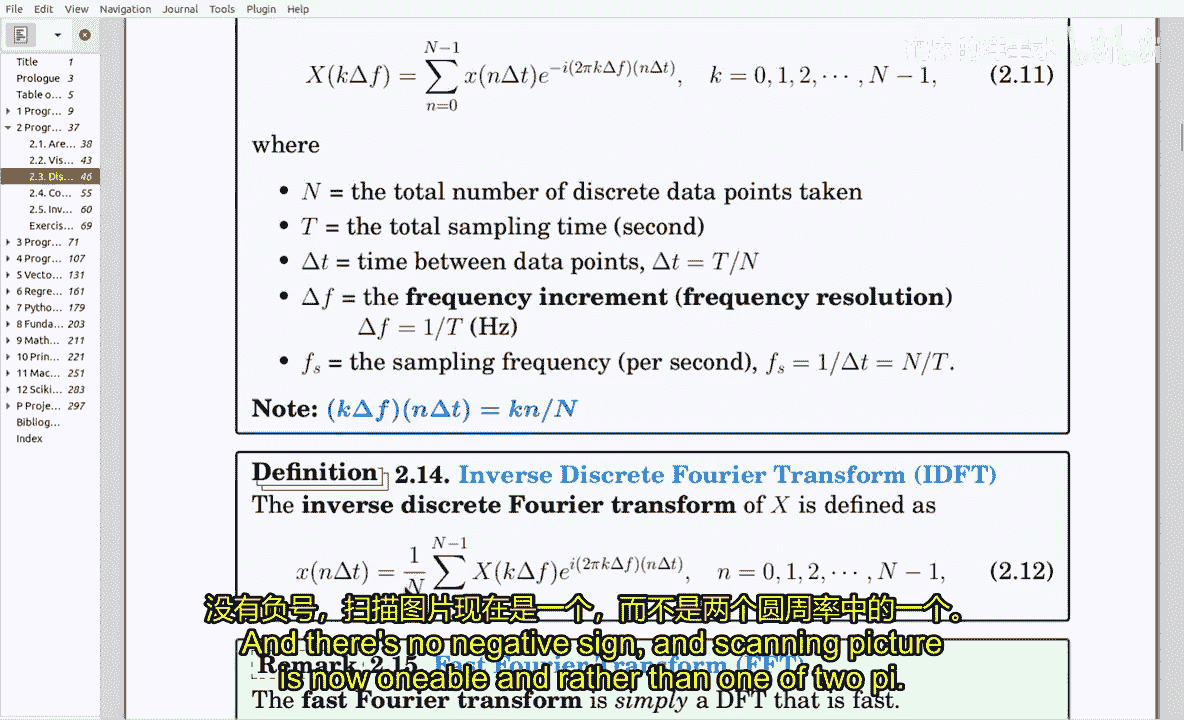 File Edit View Navigation Journal Tools Plugin Help
Title 1
Prologue 3
Table o... 5
1 Progr... 9
2 Progr... 37
2.1. Are... 38
2.2. Vis... 43
2.3. Dis... 46
2.4. Co... 55
2.5. Inv... 60
Exercis... 69
3 Progr... 71
4 Progr... 107
5 Vecto... 131
6 Regre... 161
7 Pytho... 179
8 Funda... 203
9 Math... 211
10 Prin... 221
11 Mac... 251
12 Sciki... 283
P Proje... 297
Bibliog...
Index
X(kΔf) = ∑_{n=0}^{N−1} x(nΔt)e^{−i(2πkΔf)(nΔt)}, k = 0, 1, 2, ⋯ , N − 1, (2.11)
where
• N = the total number of discrete data points taken
• T = the total sampling time (second)
• Δt = time between data points, Δt = T/N
• Δf = the frequency increment (frequency resolution)
Δf = 1/T (Hz)
• f_s = the sampling frequency (per second), f_s = 1/Δt = N/T.
Note: (kΔf)(nΔt) = kn/N
Definition 2.14. Inverse Discrete Fourier Transform (IDFT)
The inverse discrete Fourier transform of X is defined as
x(nΔt) = \frac{1}{N} ∑^{N−1} X(kΔf)e^{i(2πkΔf)(nΔt)}, n = 0, 1, 2, ⋯ , N − 1, (2.12)
没有负号，扫描图片现在是一个，而不是两个圆周率中的一个。
And there's no negative sign, and scanning picture
is now oneable and rather than one of two pi.
Remark 2.15. Fast Fourier Transform (FFT)
The fast Fourier transform is simply a DFT that is fast.